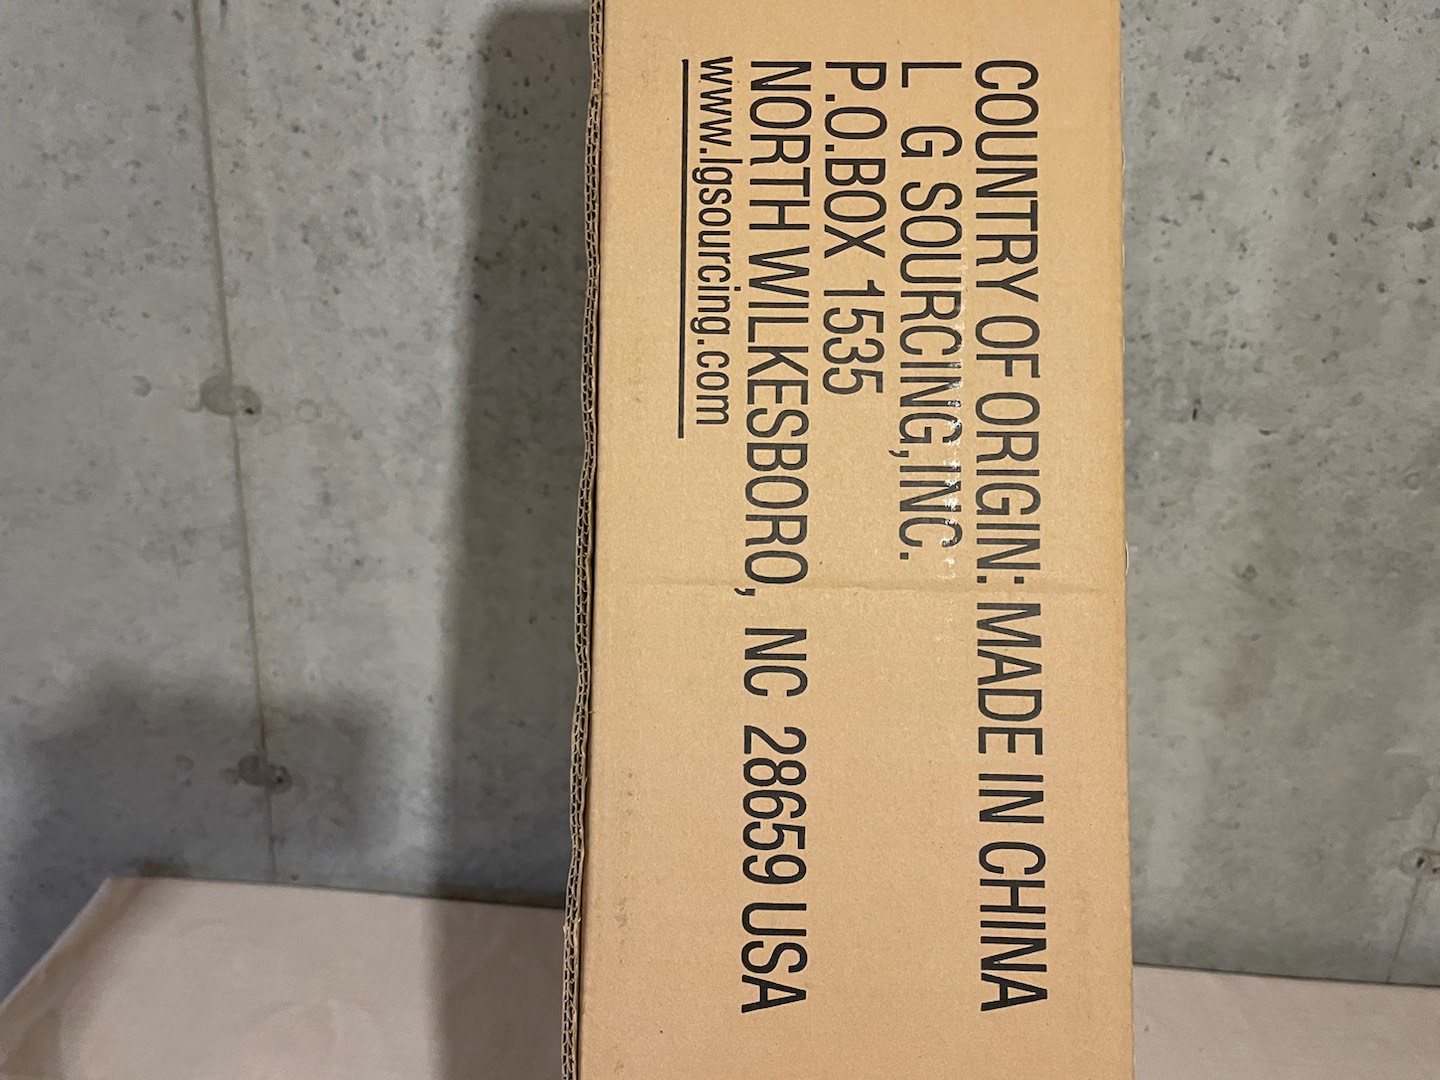 COUNTRY OF ORIGIN: MADE IN CHINA
L G SOURCING,INC.
P.O.BOX 1535
NORTH WILKESBORO, NC 28659 USA
www.lgsourcing.com